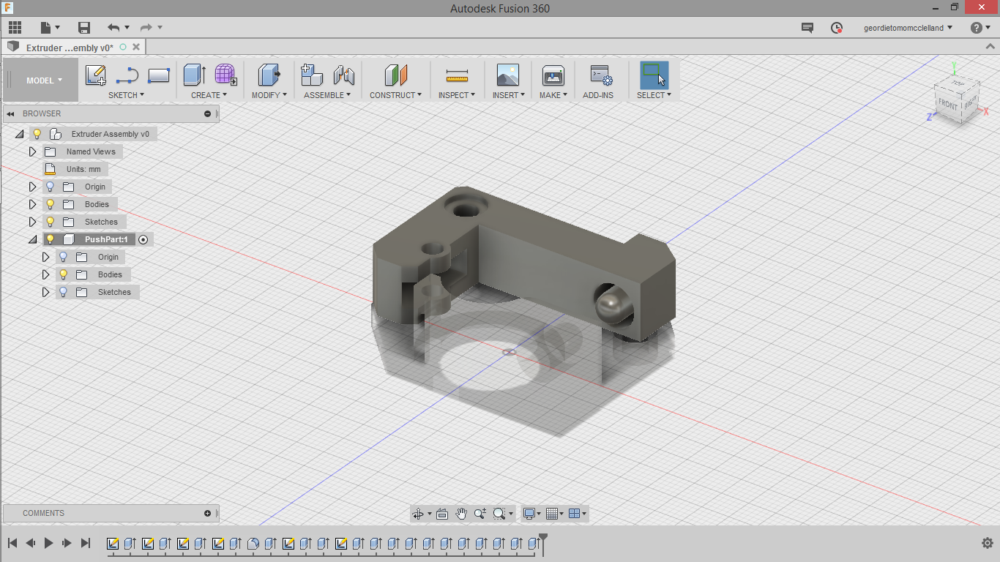 Autodesk Fusion 360
geordietomomcclelland
Extruder ...embly v0*
MODEL
SKETCH
CREATE
MODIFY
ASSEMBLE
CONSTRUCT
INSPECT
INSERT
MAKE
ADD-INS
SELECT
Y
TOP
FRONT
RIGHT
Z
X
BROWSER
Extruder Assembly v0
Named Views
Units: mm
Origin
Bodies
Sketches
PushPart:1
Origin
Bodies
Sketches
COMMENTS